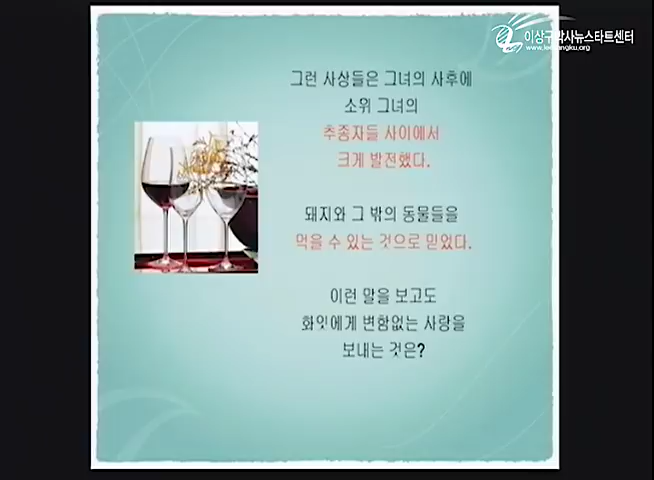 이상구박사뉴스타트센터
www.leesangku.org
그런 사상들은 그녀의 사후에
소위 그녀의
추종자들 사이에서
크게 발전했다.
돼지와 그 밖의 동물들을
먹을 수 있는 것으로 믿었다.
이런 말을 보고도
화잇에게 변함없는 사랑을
보내는 것은?